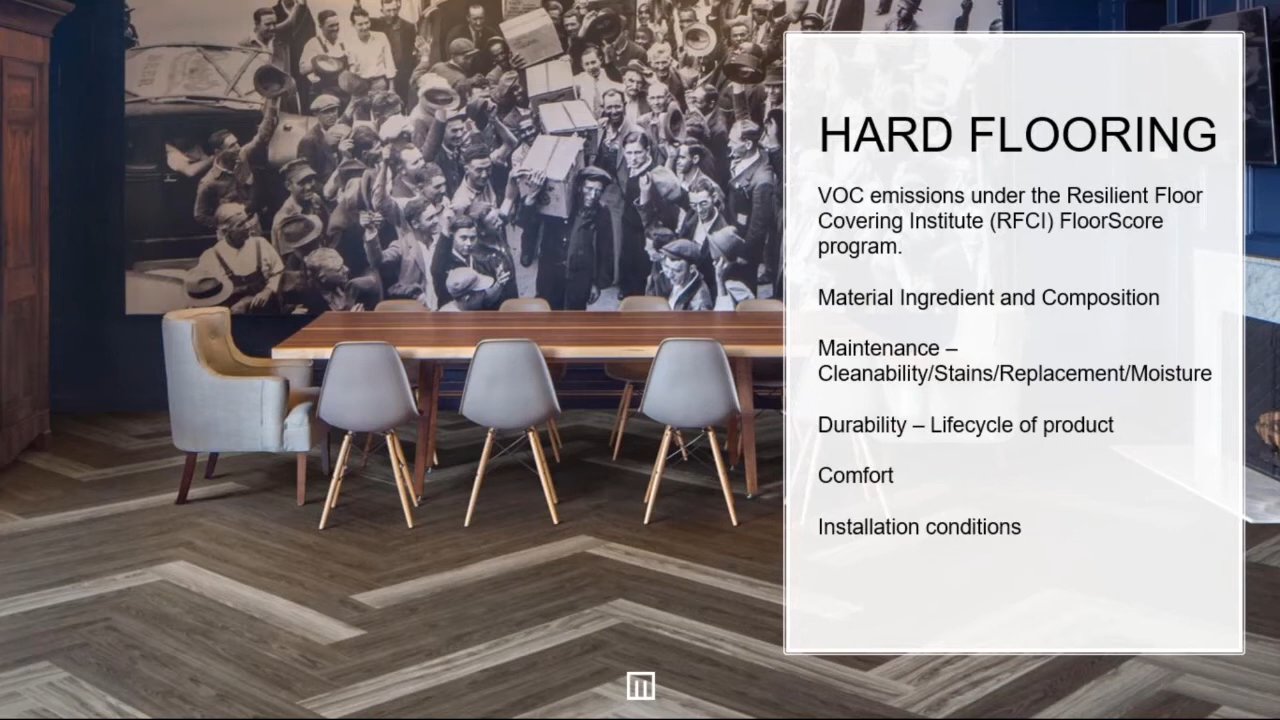 HARD FLOORING
VOC emissions under the Resilient Floor
Covering Institute (RFCI) FloorScore
program.
Material Ingredient and Composition
Maintenance –
Cleanability/Stains/Replacement/Moisture
Durability – Lifecycle of product
Comfort
Installation conditions